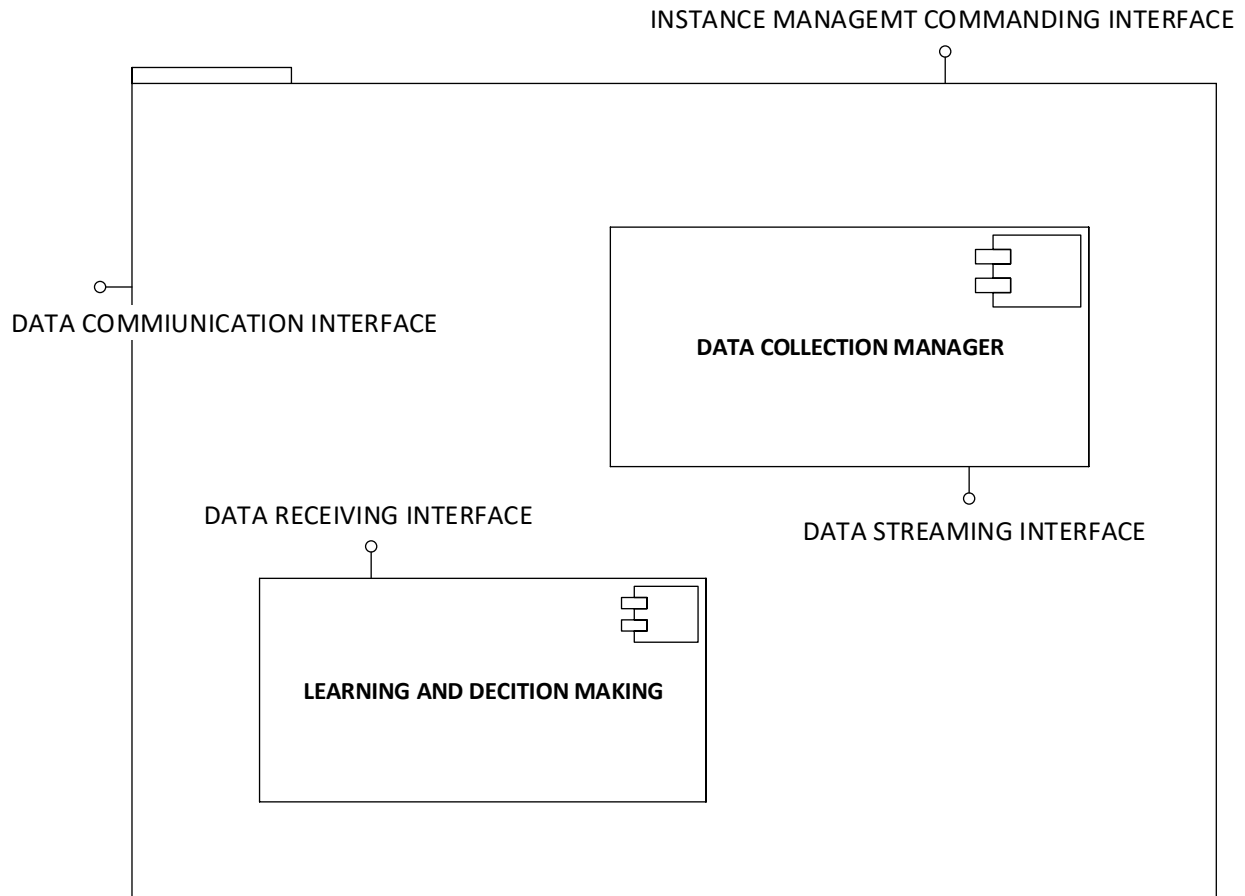 INSTANCE MANAGEMT COMMANDING INTERFACE
DATA COMMIUNICATION INTERFACE
DATA COLLECTION MANAGER
DATA RECEIVING INTERFACE
DATA STREAMING INTERFACE
LEARNING AND DECITION MAKING